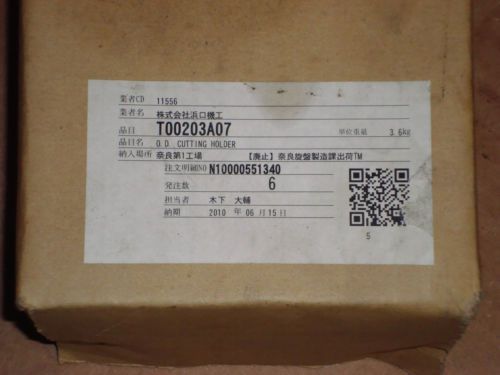 業者CD 11556
業者名 株式会社浜口機工
品目 T00203A07 単位重量 3.6kg
品目名 O.D. CUTTING HOLDER
納入場所 奈良第1工場 【廃止】奈良旋盤製造課出荷TM
注文明細NO N10000551340
発注数 6
担当者 木下 大輔
納期 2010 年 06 月 15 日
5